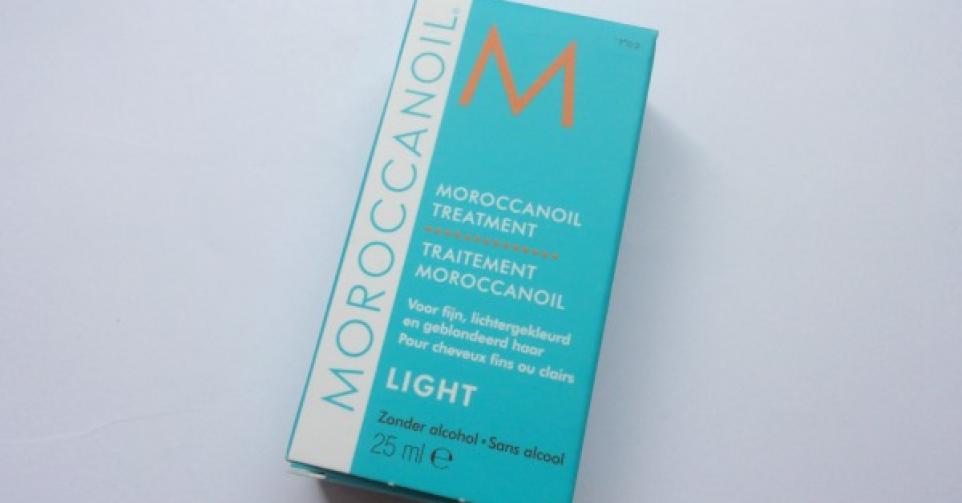 MOROCCANOIL®
M
MOROCCANOIL
TREATMENT
TRAITEMENT
MOROCCANOIL
Voor fijn, lichtergekleurd
en geblondeerd haar
Pour cheveux fins ou clairs
LIGHT
Zonder alcohol • Sans alcool
25 ml ℮